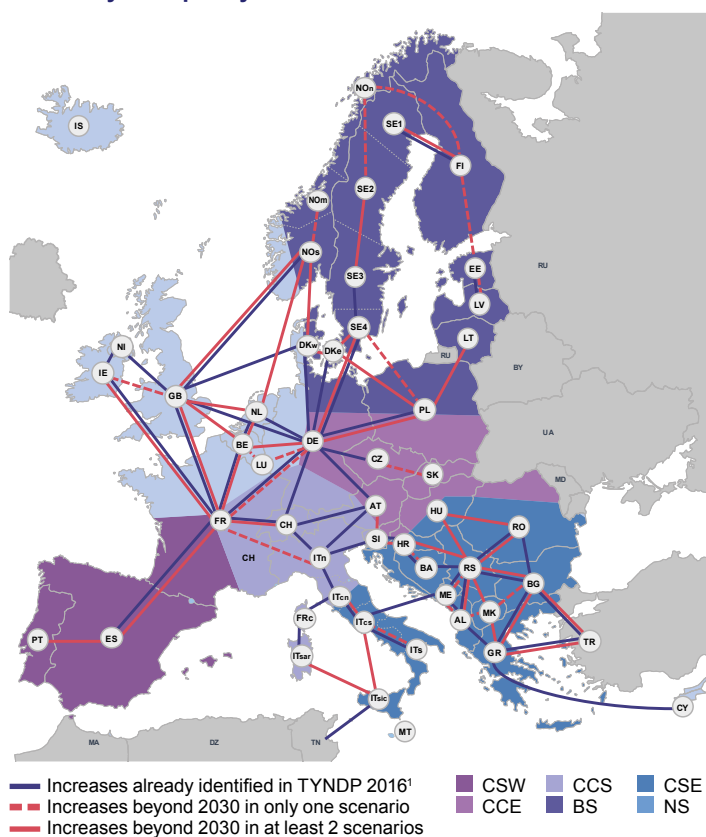 IS
NOn
SE1
FI
SE2
NOm
NOs
SE3
EE
RU
LV
SE4
LT
DKw
DKe
RU
BY
NI
IE
GB
NL
PL
BE
DE
UA
LU
CZ
SK
MD
FR
CH
AT
HU
RO
SI
HR
CH
ITn
BA
RS
BG
ME
ITcn
FRc
ITcs
MK
AL
PT
ES
ITs
GR
TR
ITsar
ITsic
CY
MT
MA
DZ
TN
Increases already identified in TYNDP 2016¹
Increases beyond 2030 in only one scenario
Increases beyond 2030 in at least 2 scenarios
CSW
CCS
CSE
CCE
BS
NS